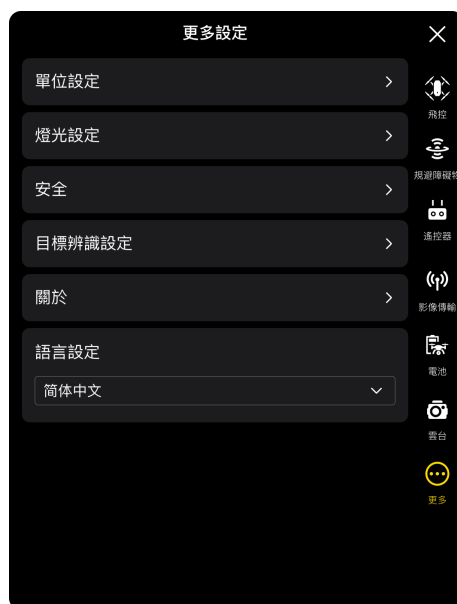 更多設定
單位設定
燈光設定
安全
目標辨識設定
關於
語言設定
简体中文
飛控
規避障礙物
遙控器
影像傳輸
電池
雲台
更多